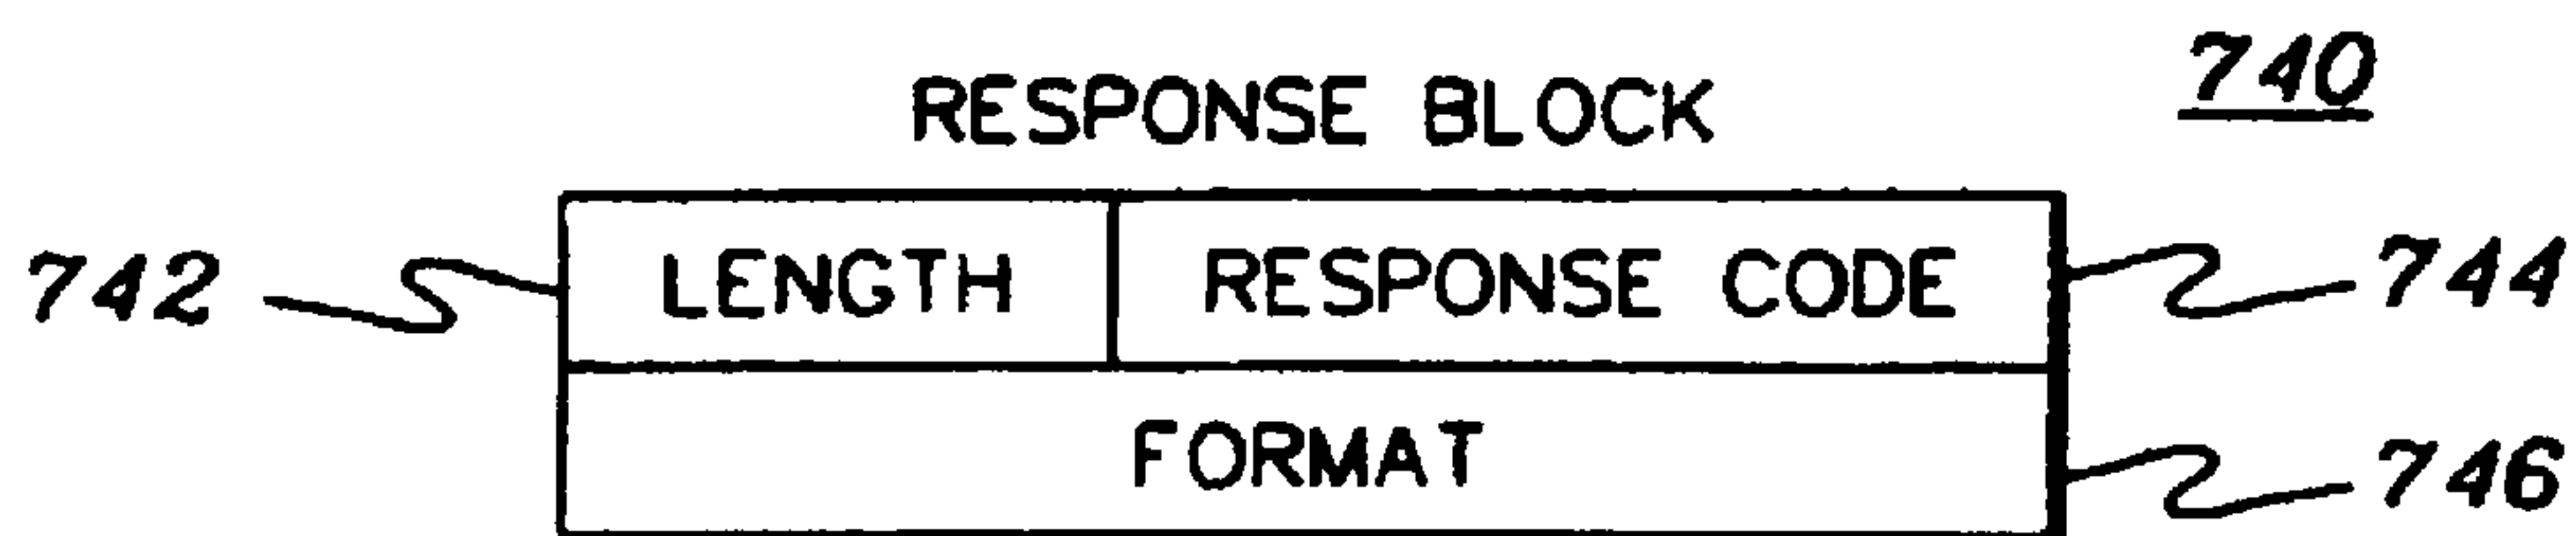 740
RESPONSE BLOCK
742 LENGTH RESPONSE CODE 744
FORMAT 746